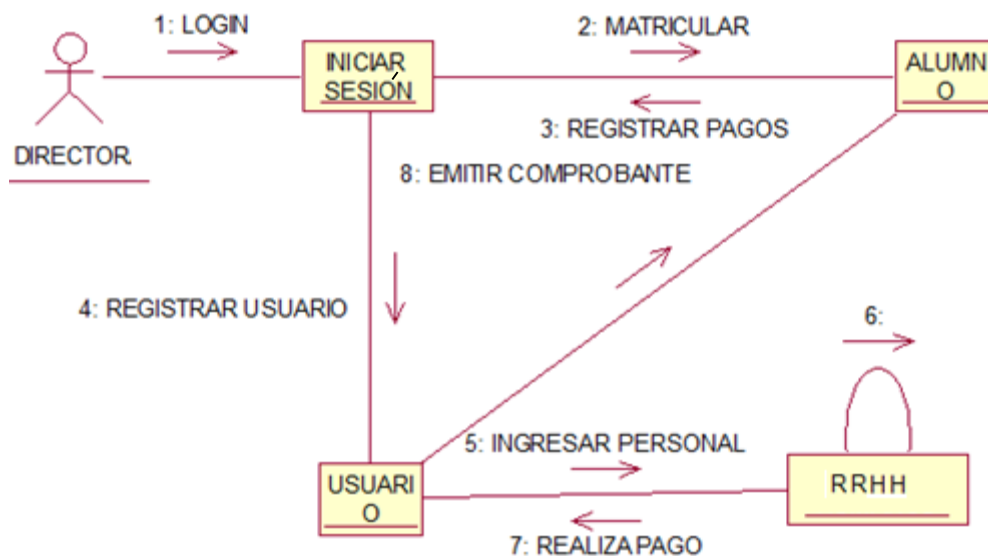 1: LOGIN
2: MATRICULAR
INICIAR
SESIÓN
ALUMN
O
3: REGISTRAR PAGOS
DIRECTOR.
8: EMITIR COMPROBANTE
4: REGISTRAR USUARIO
6:
5: INGRESAR PERSONAL
USUARI
O
RRHH
7: REALIZA PAGO